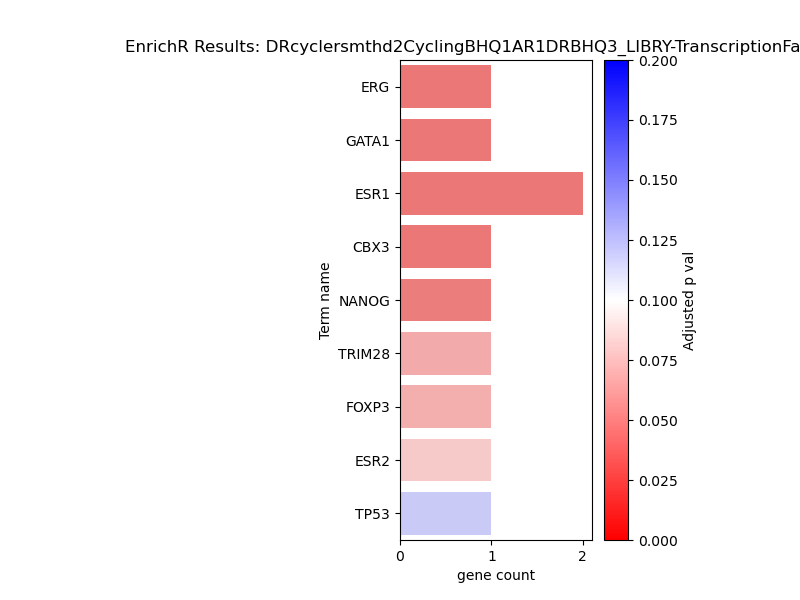 EnrichR Results: DRcyclersmthd2CyclingBHQ1AR1DRBHQ3_LIBRY-TranscriptionFa
ERG
GATA1
ESR1
CBX3
NANOG
TRIM28
FOXP3
ESR2
TP53
Term name
0 1 2
gene count
0.200
0.175
0.150
0.125
0.100
0.075
0.050
0.025
0.000
Adjusted p val